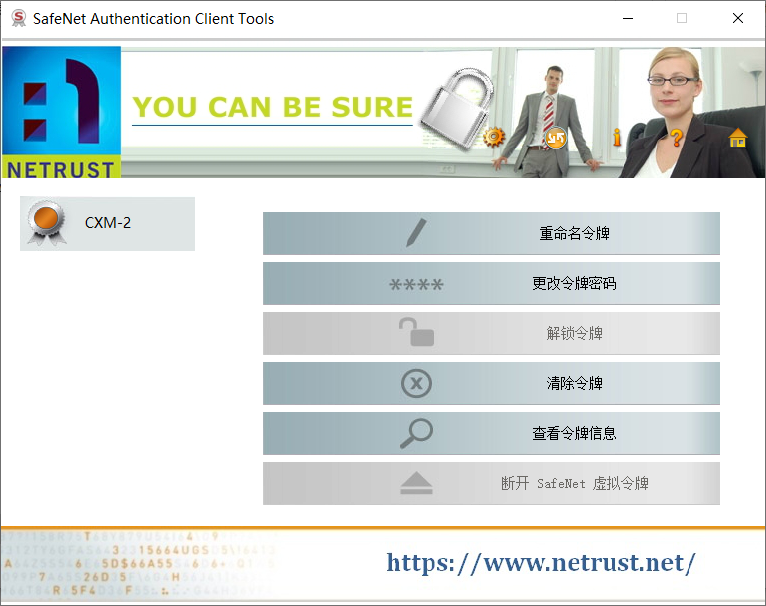 SafeNet Authentication Client Tools
YOU CAN BE SURE
NETRUST
CXM-2
重命名令牌
**** 更改令牌密码
解锁令牌
清除令牌
查看令牌信息
断开 SafeNet 虚拟令牌
https://www.netrust.net/